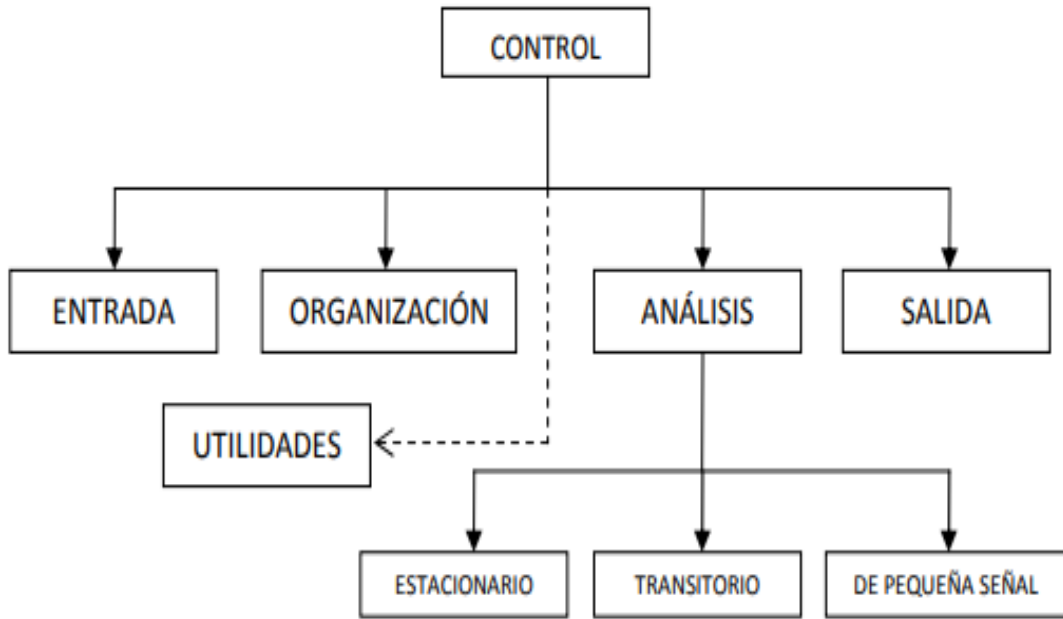 CONTROL
ENTRADA
ORGANIZACIÓN
ANÁLISIS
SALIDA
UTILIDADES
ESTACIONARIO
TRANSITORIO
DE PEQUEÑA SEÑAL